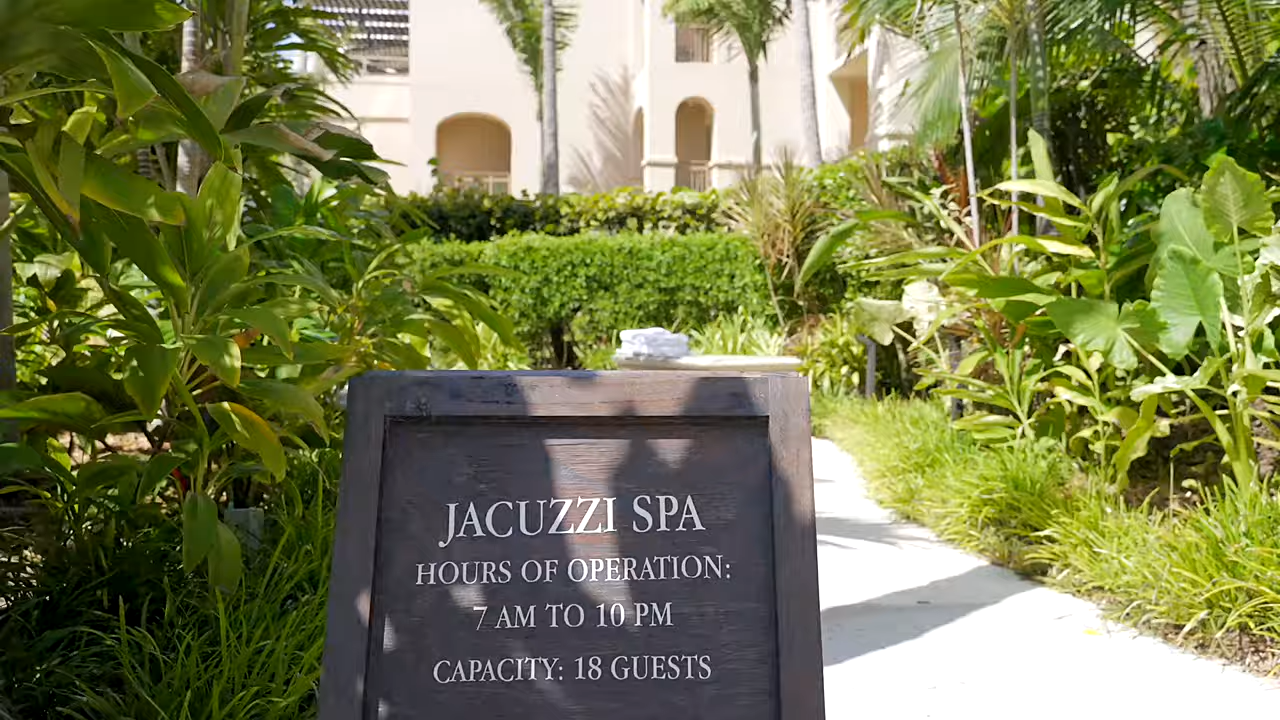 JACUZZI SPA
HOURS OF OPERATION:
7 AM TO 10 PM
CAPACITY: 18 GUESTS